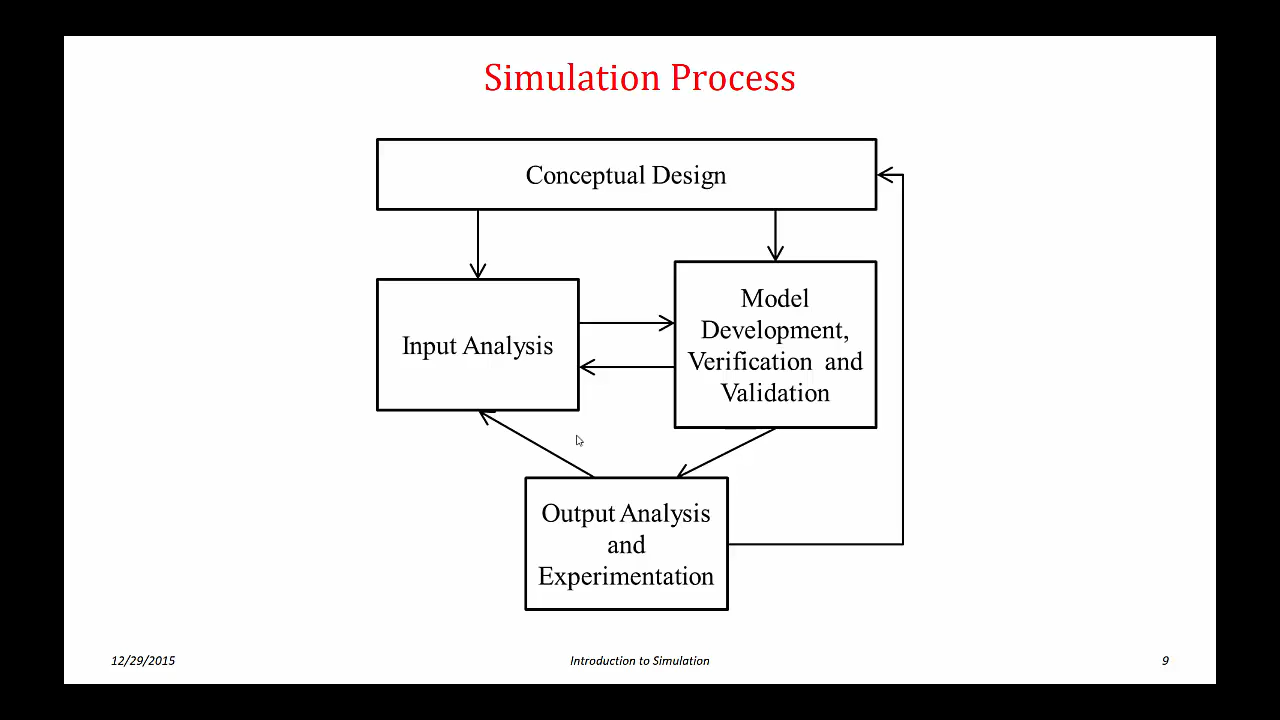 Simulation Process
Conceptual Design
Input Analysis
Model
Development,
Verification and
Validation
Output Analysis
and
Experimentation
12/29/2015
Introduction to Simulation
9